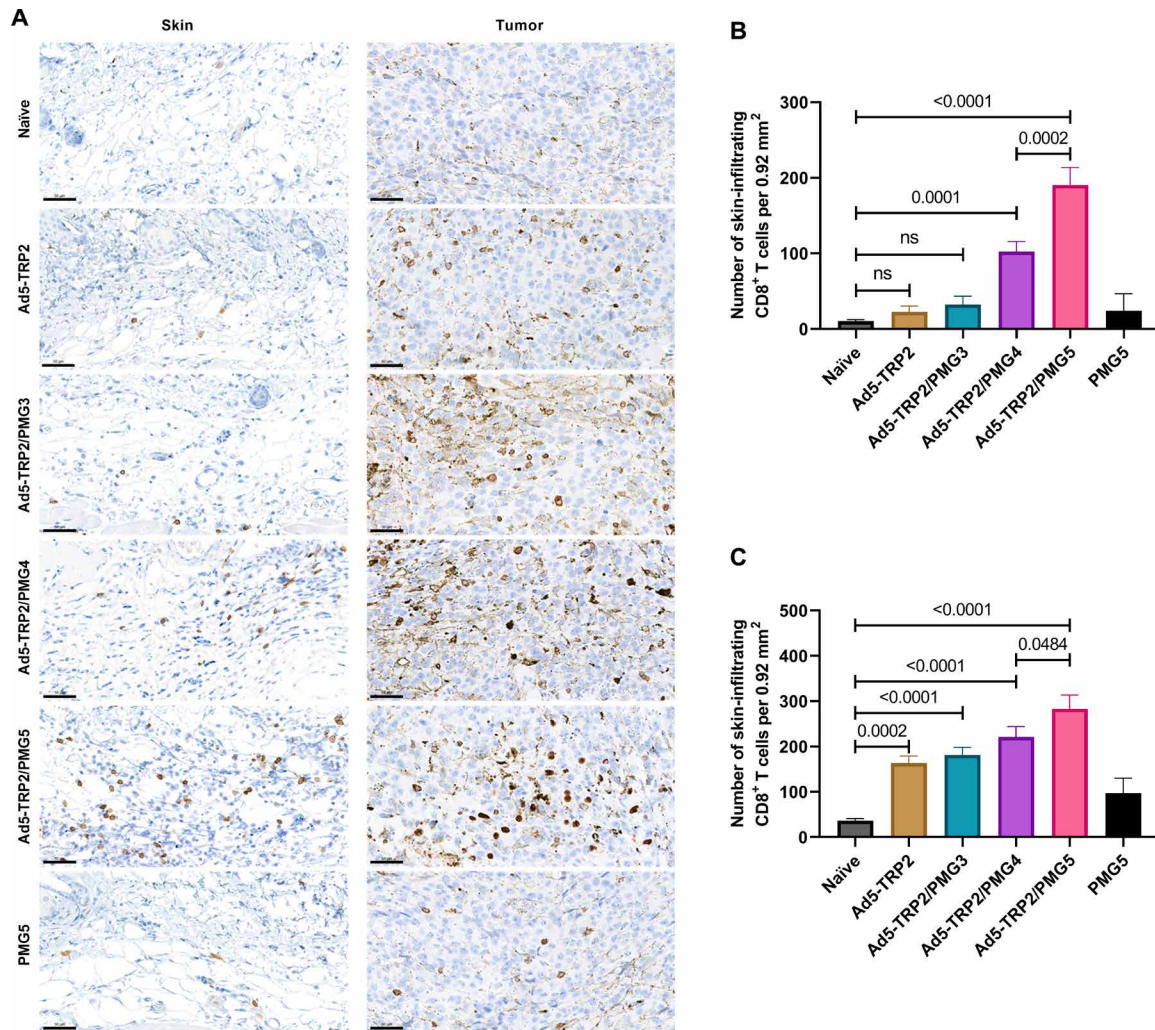 A
Skin
Tumor
Naïve
Ad5-TRP2
Ad5-TRP2/PMG3
Ad5-TRP2/PMG4
Ad5-TRP2/PMG5
PMG5
B
Number of skin-infiltrating
CD8⁺ T cells per 0.92 mm²
300
200
100
0
<0.0001
0.0002
0.0001
ns
ns
Naïve
Ad5-TRP2
Ad5-TRP2/PMG3
Ad5-TRP2/PMG4
Ad5-TRP2/PMG5
PMG5
C
Number of skin-infiltrating
CD8⁺ T cells per 0.92 mm²
500
400
300
200
100
0
<0.0001
0.0484
<0.0001
<0.0001
0.0002
Naïve
Ad5-TRP2
Ad5-TRP2/PMG3
Ad5-TRP2/PMG4
Ad5-TRP2/PMG5
PMG5